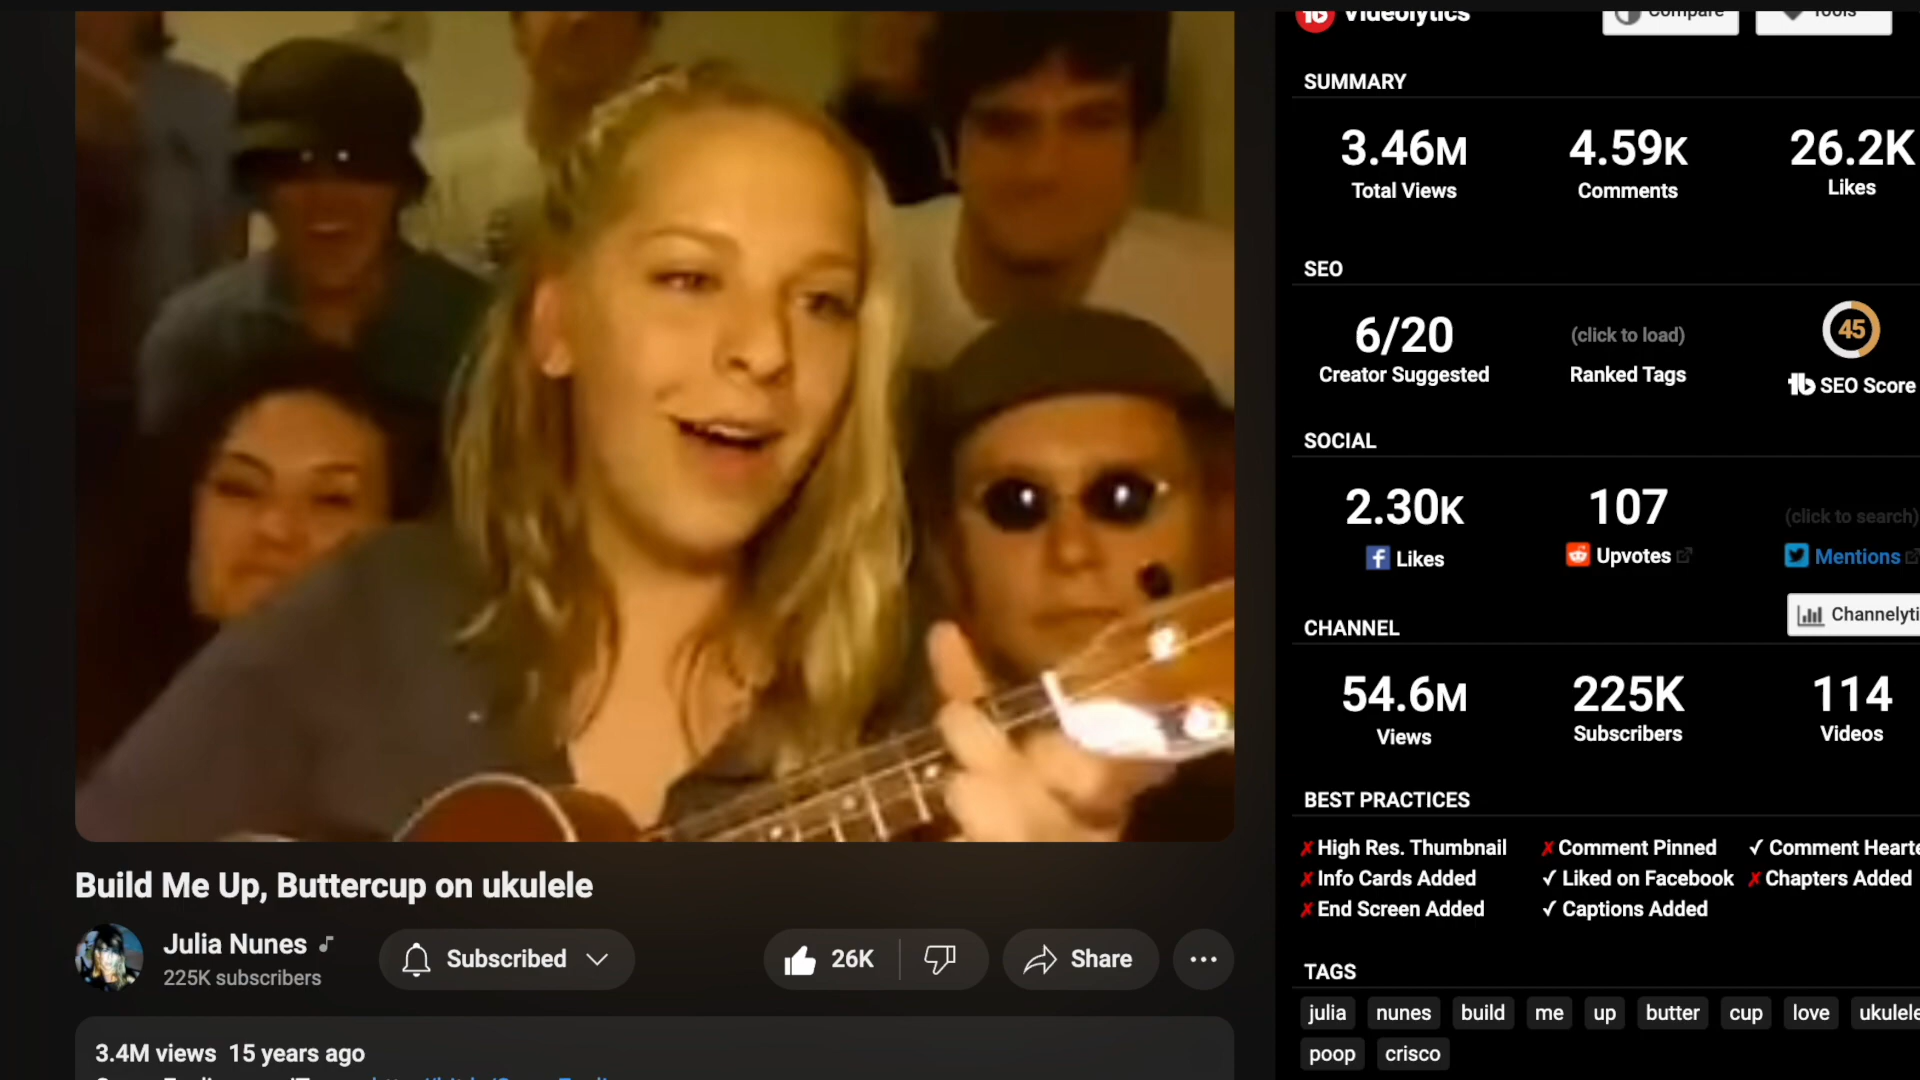 Videolytics
Compare
Tools
SUMMARY
3.46M
4.59K
26.2K
Total Views
Comments
Likes
SEO
6/20
(click to load)
45
Creator Suggested
Ranked Tags
SEO Score
SOCIAL
2.30K
107
(click to search)
Likes
Upvotes
Mentions
CHANNEL
Channelyti
54.6M
225K
114
Views
Subscribers
Videos
BEST PRACTICES
✗ High Res. Thumbnail
✗ Comment Pinned
✓ Comment Hearte
✗ Info Cards Added
✓ Liked on Facebook
✗ Chapters Added
✗ End Screen Added
✓ Captions Added
TAGS
julia nunes build me up butter cup love ukulele
poop crisco
Build Me Up, Buttercup on ukulele
Julia Nunes
225K subscribers
Subscribed
26K
Share
3.4M views 15 years ago